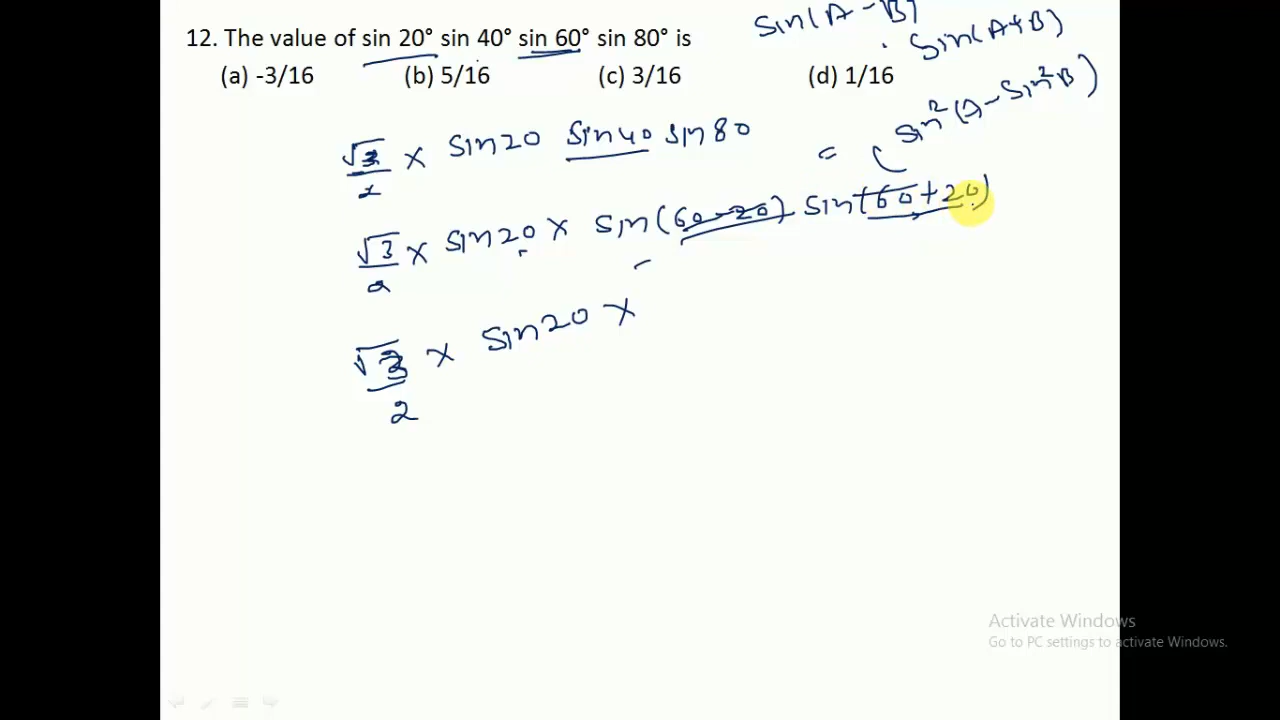 12. The value of sin 20° sin 40° sin 60° sin 80° is
(a) -3/16 (b) 5/16 (c) 3/16 (d) 1/16
sin(A - B)
. sin(A+B)
= (sin²(A - sin²B)
√3/2 × sin20 sin40 sin80
√3/2 × sin20 × sin(60-20) sin(60+20)
√3/2 × sin20 ×
Activate Windows
Go to PC settings to activate Windows.